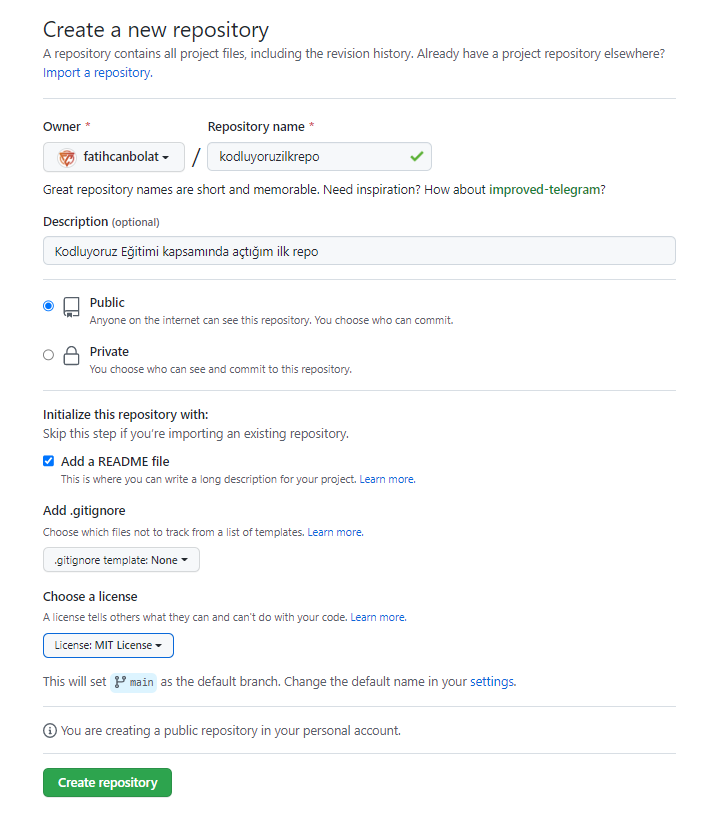 Create a new repository
A repository contains all project files, including the revision history. Already have a project repository elsewhere?
Import a repository.
Owner * Repository name *
fatihcanbolat / kodluyoruzilkrepo
Great repository names are short and memorable. Need inspiration? How about improved-telegram?
Description (optional)
Kodluyoruz Eğitimi kapsamında açtığım ilk repo
Public
Anyone on the internet can see this repository. You choose who can commit.
Private
You choose who can see and commit to this repository.
Initialize this repository with:
Skip this step if you're importing an existing repository.
Add a README file
This is where you can write a long description for your project. Learn more.
Add .gitignore
Choose which files not to track from a list of templates. Learn more.
.gitignore template: None
Choose a license
A license tells others what they can and can't do with your code. Learn more.
License: MIT License
This will set main as the default branch. Change the default name in your settings.
You are creating a public repository in your personal account.
Create repository